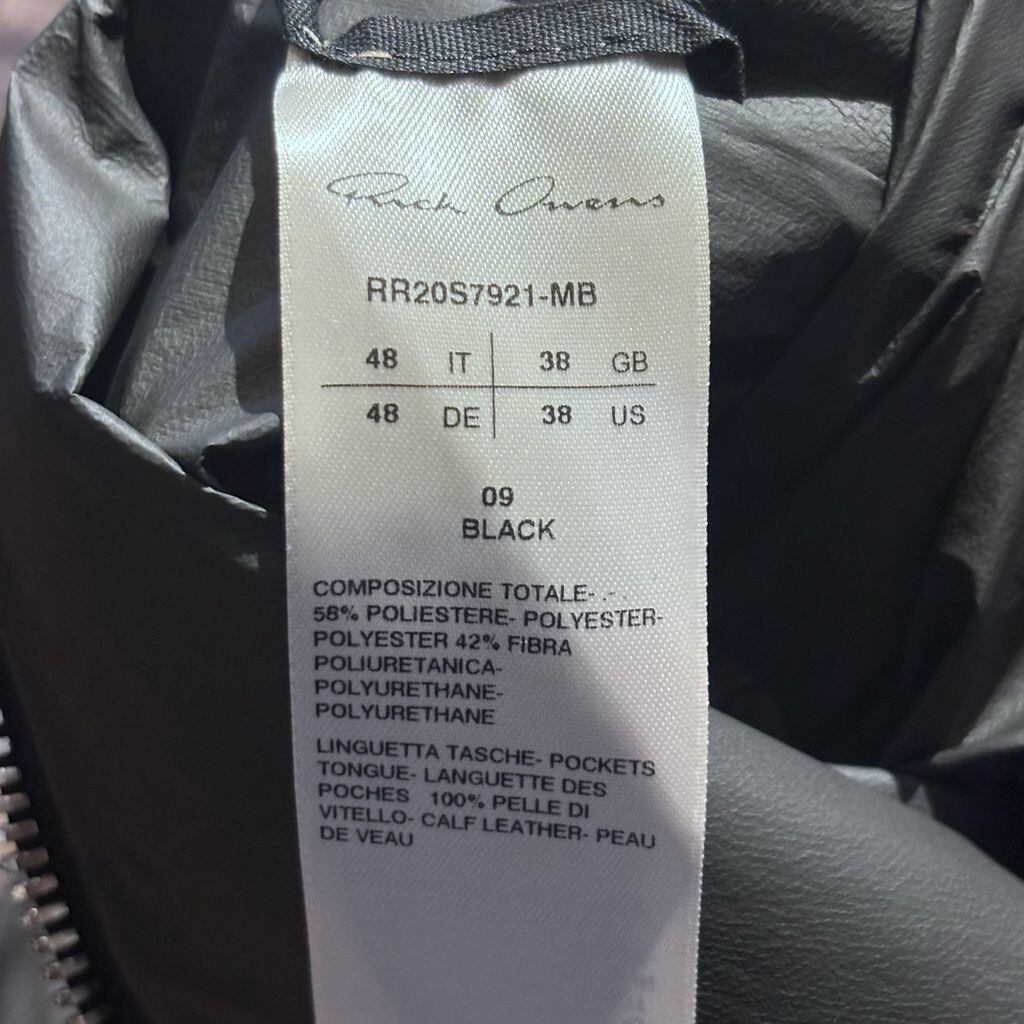 Rick Owens
RR20S7921-MB
48 IT 38 GB
48 DE 38 US
09
BLACK
COMPOSIZIONE TOTALE- .- .
58% POLIESTERE- POLYESTER-
POLYESTER 42% FIBRA
POLIURETANICA-
POLYURETHANE-
POLYURETHANE
LINGUETTA TASCHE- POCKETS
TONGUE- LANGUETTE DES
POCHES 100% PELLE DI
VITELLO- CALF LEATHER- PEAU
DE VEAU